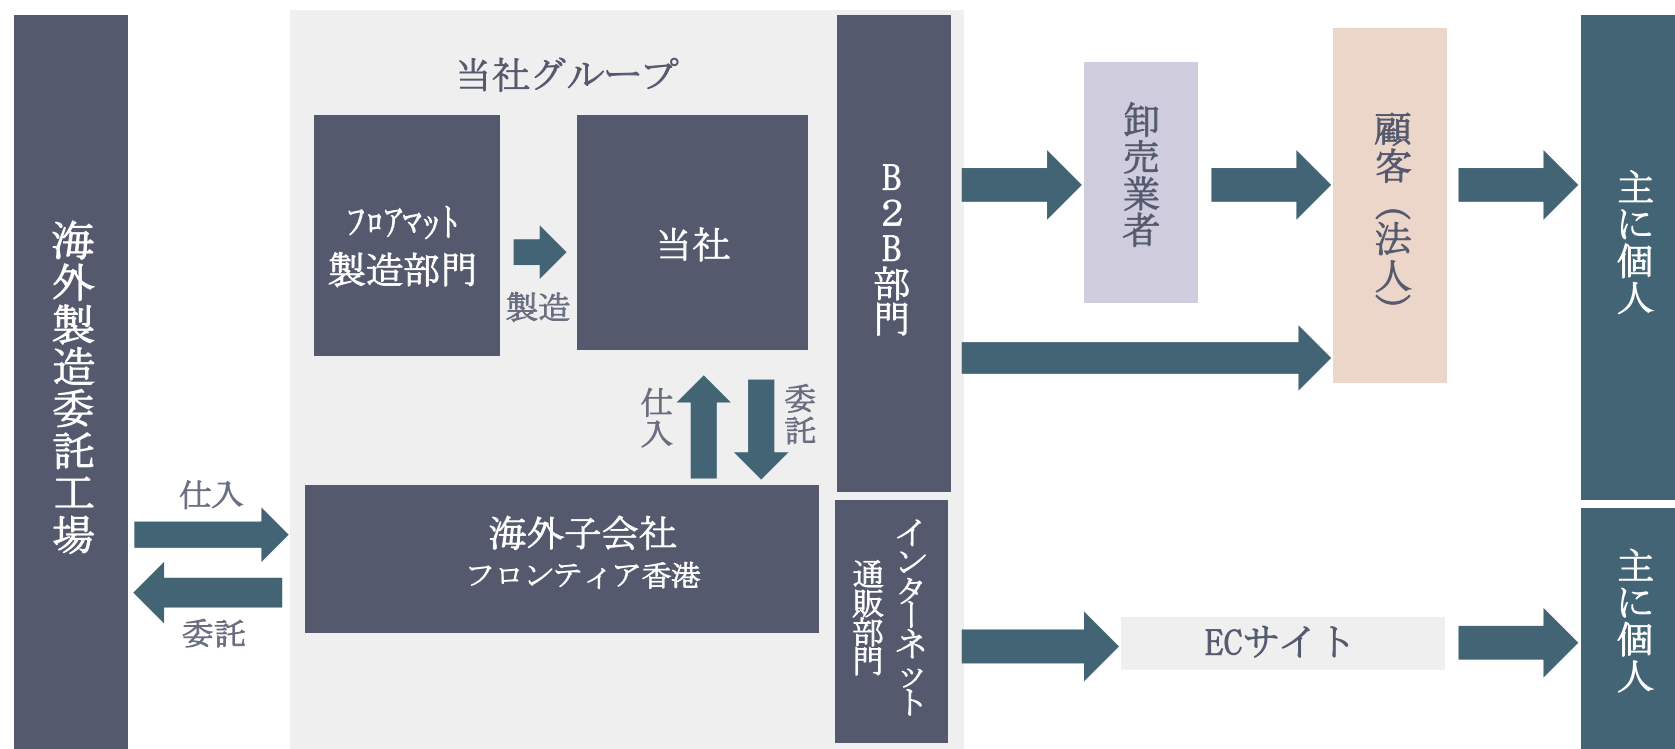 海外製造委託工場
仕入
委託
当社グループ
フロアマット
製造部門
製造
当社
仕入
委託
海外子会社
フロンティア香港
B2B部門
インターネット
通販部門
卸売業者
顧客（法人）
ECサイト
主に個人
主に個人